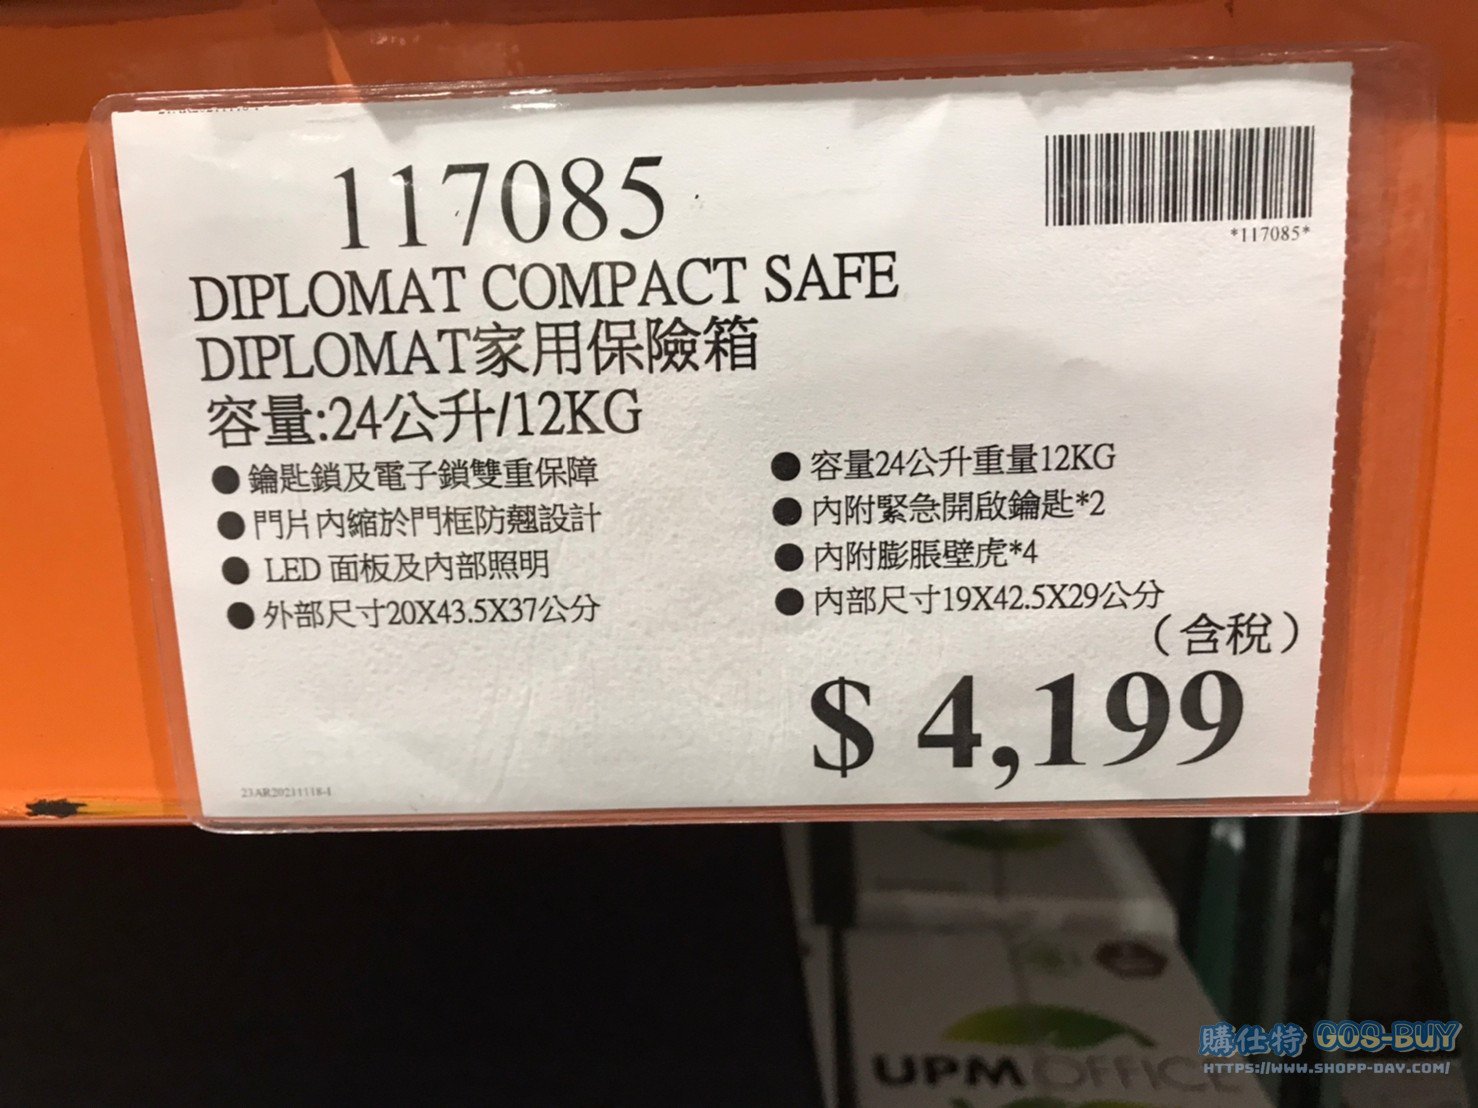 117085
*117085*
DIPLOMAT COMPACT SAFE
DIPLOMAT家用保險箱
容量:24公升/12KG
●鑰匙鎖及電子鎖雙重保障
●門片內縮於門框防翹設計
●LED 面板及內部照明
●外部尺寸20X43.5X37公分
●容量24公升重量12KG
●內附緊急開啟鑰匙*2
●內附膨脹壁虎*4
●內部尺寸19X42.5X29公分
（含稅）
$ 4,199
23AR20211118-1
UPM OFFICE
購仕特 GOS-BUY
HTTPS://WWW.SHOPP-DAY.COM/